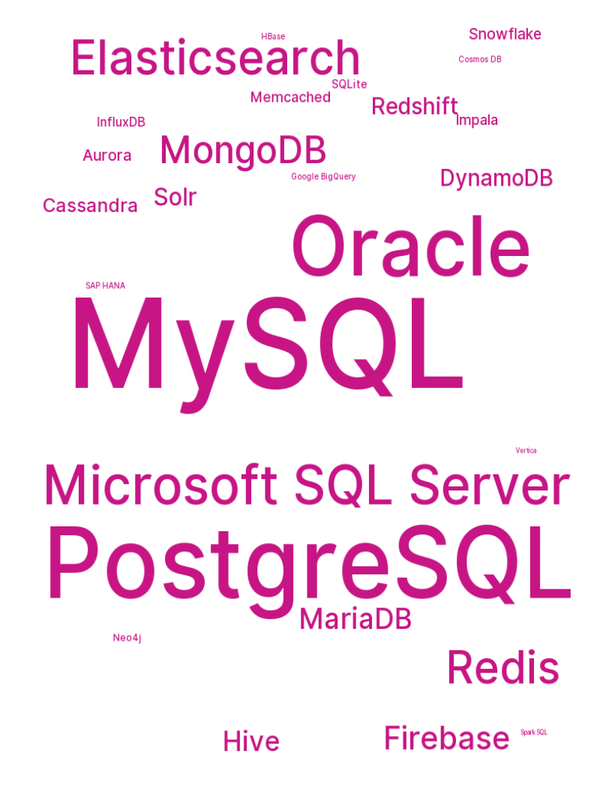 HBase
Snowflake
Elasticsearch
Cosmos DB
SQLite
Memcached
Redshift
Impala
InfluxDB
MongoDB
Aurora
Google BigQuery
DynamoDB
Solr
Cassandra
Oracle
SAP HANA
MySQL
Vertica
Microsoft SQL Server
PostgreSQL
MariaDB
Neo4j
Redis
Hive
Firebase
Spark SQL